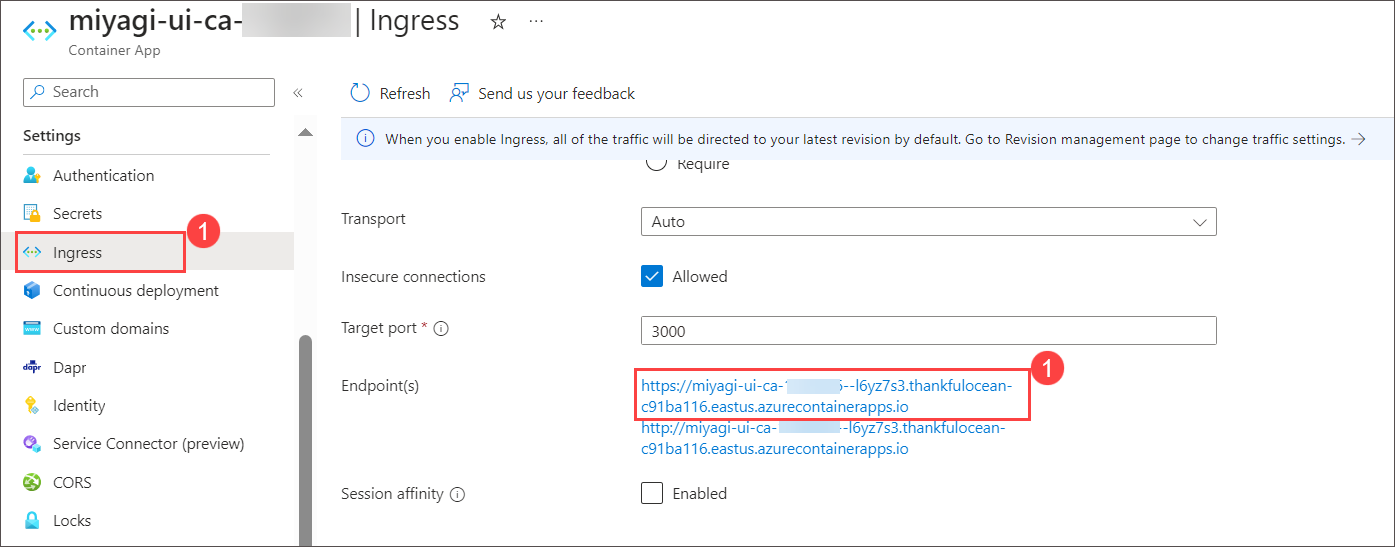 miyagi-ui-ca- | Ingress
Container App
Search
Refresh
Send us your feedback
Settings
When you enable Ingress, all of the traffic will be directed to your latest revision by default. Go to Revision management page to change traffic settings.
Authentication
Secrets
Ingress
1
Continuous deployment
Custom domains
dapr Dapr
Identity
Service Connector (preview)
CORS
Locks
Require
Transport
Auto
Insecure connections
Allowed
Target port *
3000
Endpoint(s)
1
https://miyagi-ui-ca- --l6yz7s3.thankfulocean-
c91ba116.eastus.azurecontainerapps.io
http://miyagi-ui-ca- --l6yz7s3.thankfulocean-
c91ba116.eastus.azurecontainerapps.io
Session affinity
Enabled